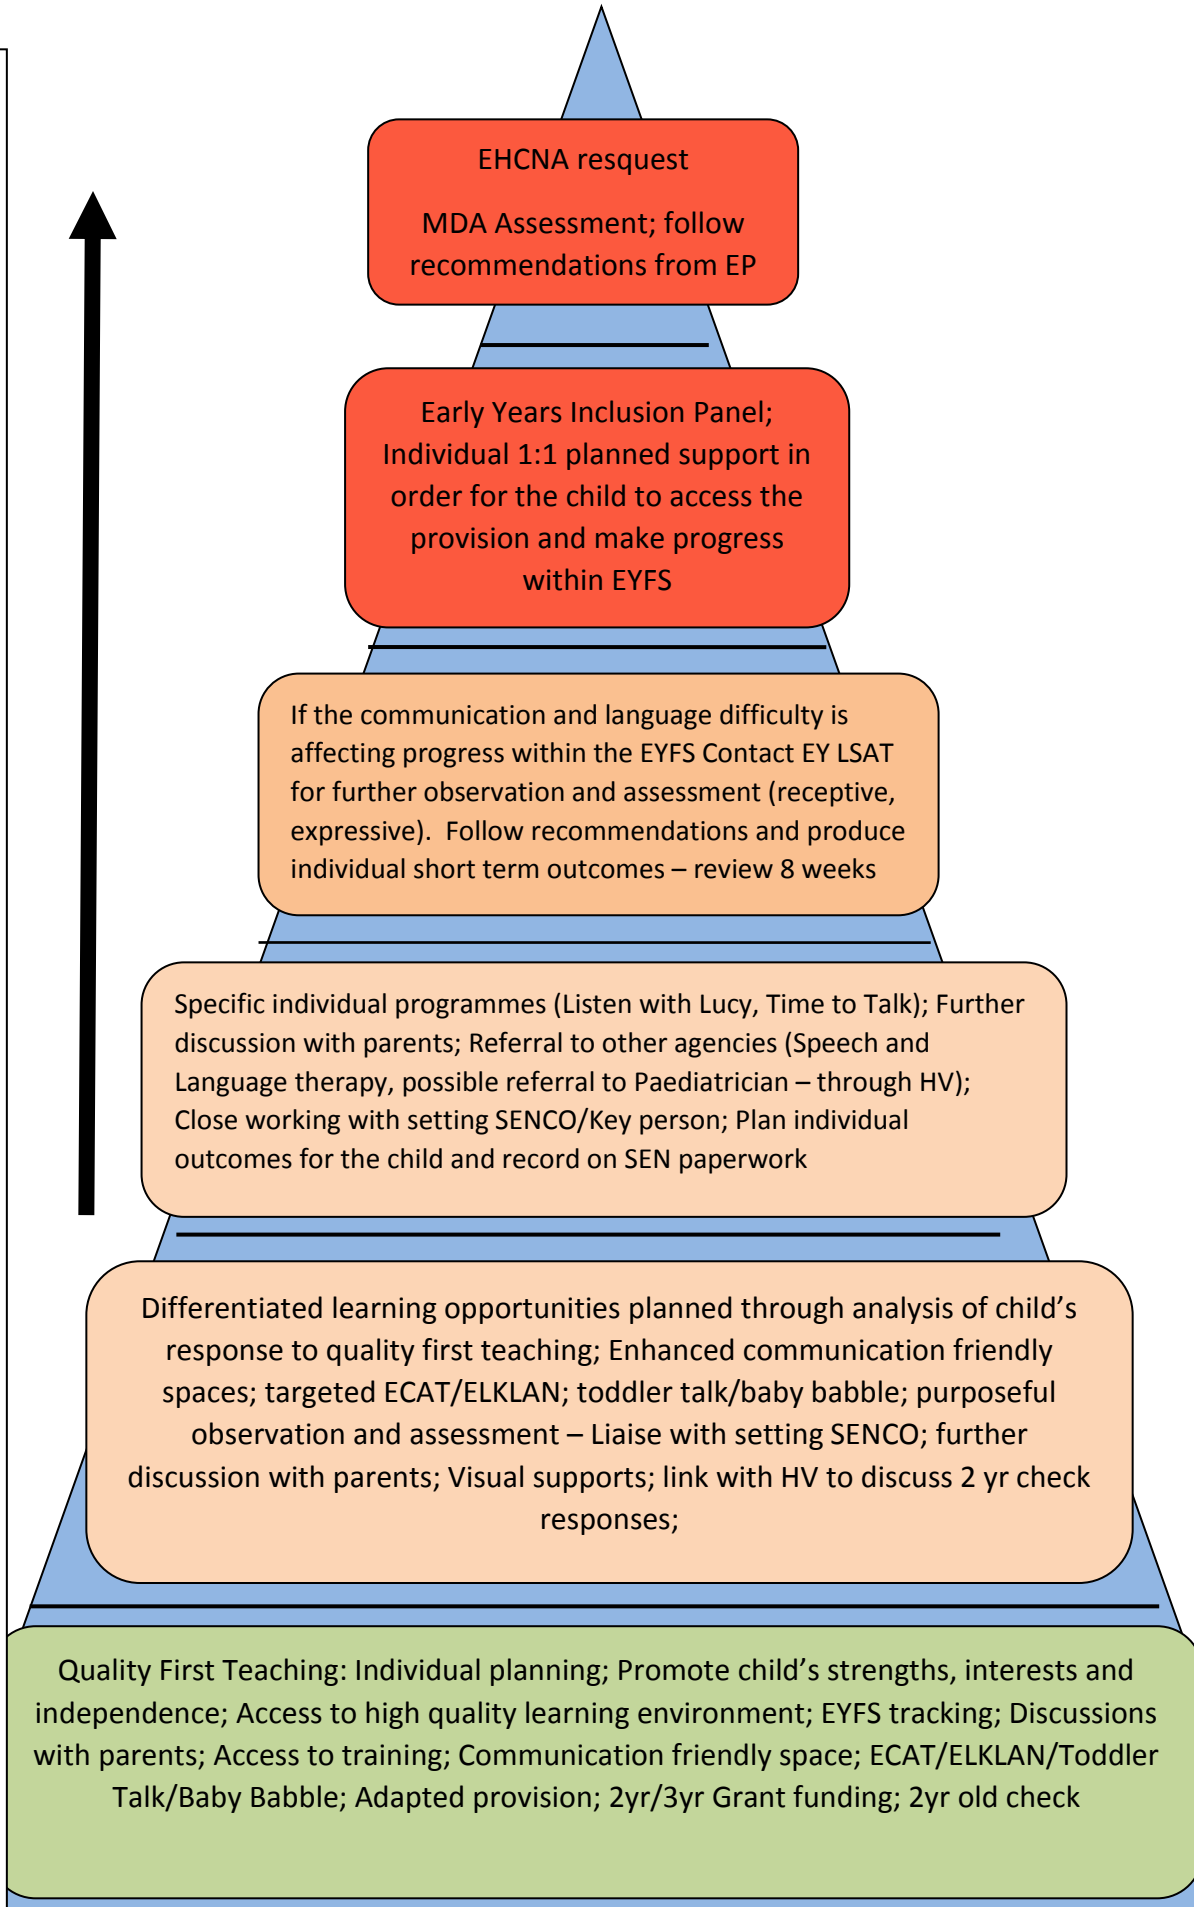 EHCNA resquest
MDA Assessment; follow
recommendations from EP
Early Years Inclusion Panel;
Individual 1:1 planned support in
order for the child to access the
provision and make progress
within EYFS
If the communication and language difficulty is
affecting progress within the EYFS Contact EY LSAT
for further observation and assessment (receptive,
expressive).  Follow recommendations and produce
individual short term outcomes – review 8 weeks
Specific individual programmes (Listen with Lucy, Time to Talk); Further
discussion with parents; Referral to other agencies (Speech and
Language therapy, possible referral to Paediatrician – through HV);
Close working with setting SENCO/Key person; Plan individual
outcomes for the child and record on SEN paperwork
Differentiated learning opportunities planned through analysis of child's
response to quality first teaching; Enhanced communication friendly
spaces; targeted ECAT/ELKLAN; toddler talk/baby babble; purposeful
observation and assessment – Liaise with setting SENCO; further
discussion with parents; Visual supports; link with HV to discuss 2 yr check
responses;
Quality First Teaching: Individual planning; Promote child's strengths, interests and
independence; Access to high quality learning environment; EYFS tracking; Discussions
with parents; Access to training; Communication friendly space; ECAT/ELKLAN/Toddler
Talk/Baby Babble; Adapted provision; 2yr/3yr Grant funding; 2yr old check